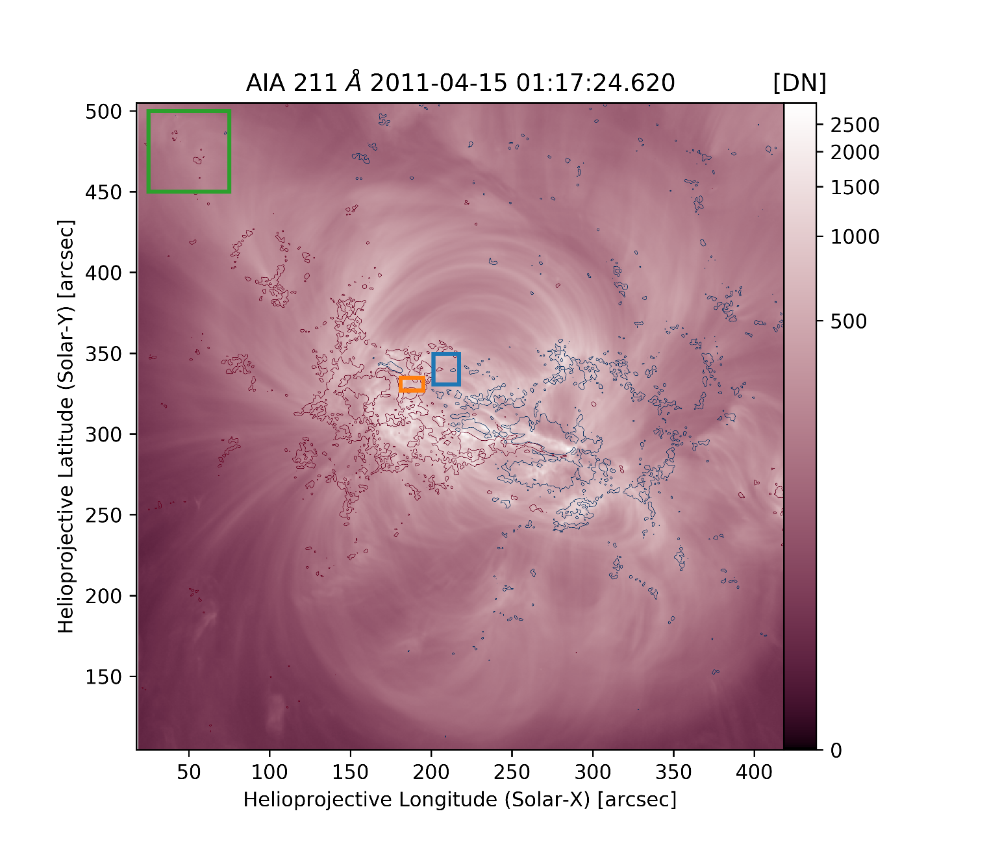 AIA 211 Å 2011-04-15 01:17:24.620
[DN]
500
450
400
350
300
250
200
150
Helioprojective Latitude (Solar-Y) [arcsec]
2500
2000
1500
1000
500
0
50 100 150 200 250 300 350 400
Helioprojective Longitude (Solar-X) [arcsec]